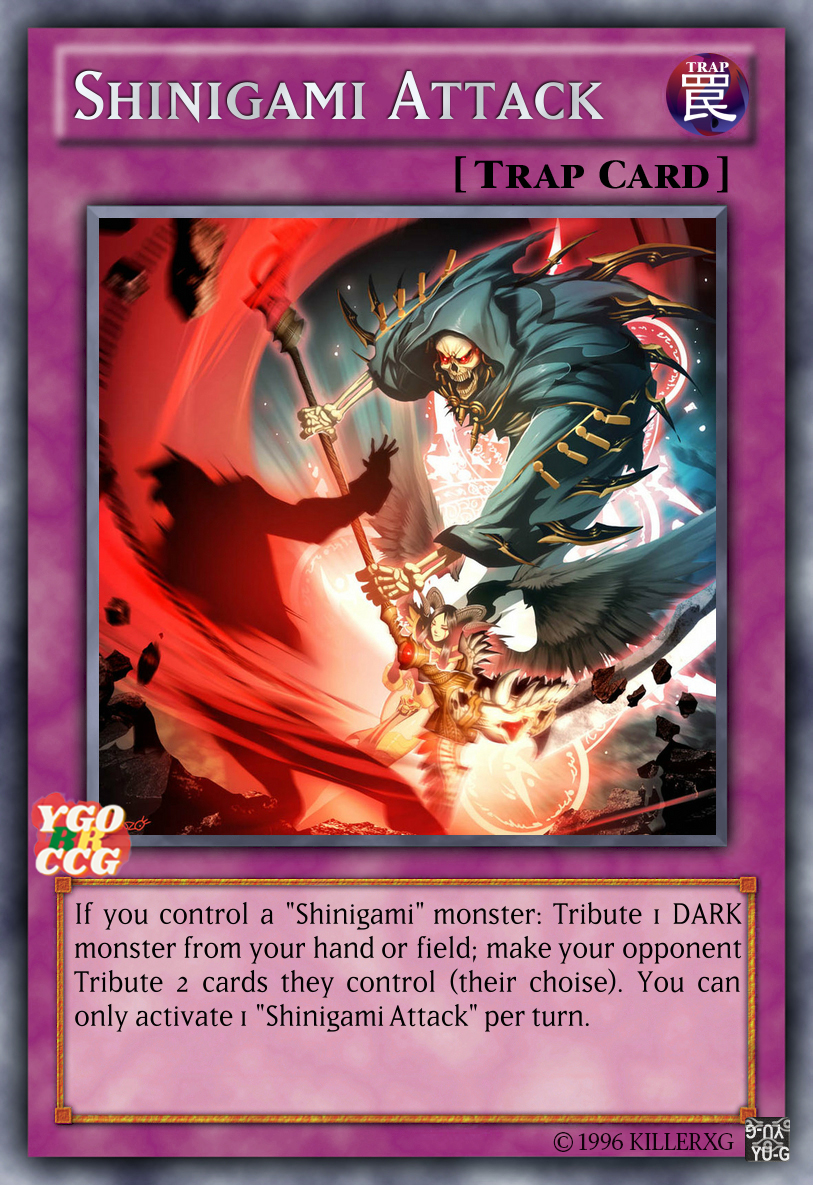 SHINIGAMI ATTACK
TRAP
罠
[TRAP CARD]
YGO
BR
CCG
If you control a "Shinigami" monster: Tribute 1 DARK
monster from your hand or field; make your opponent
Tribute 2 cards they control (their choise). You can
only activate 1 "Shinigami Attack" per turn.
© 1996 KILLERXG
YU-G